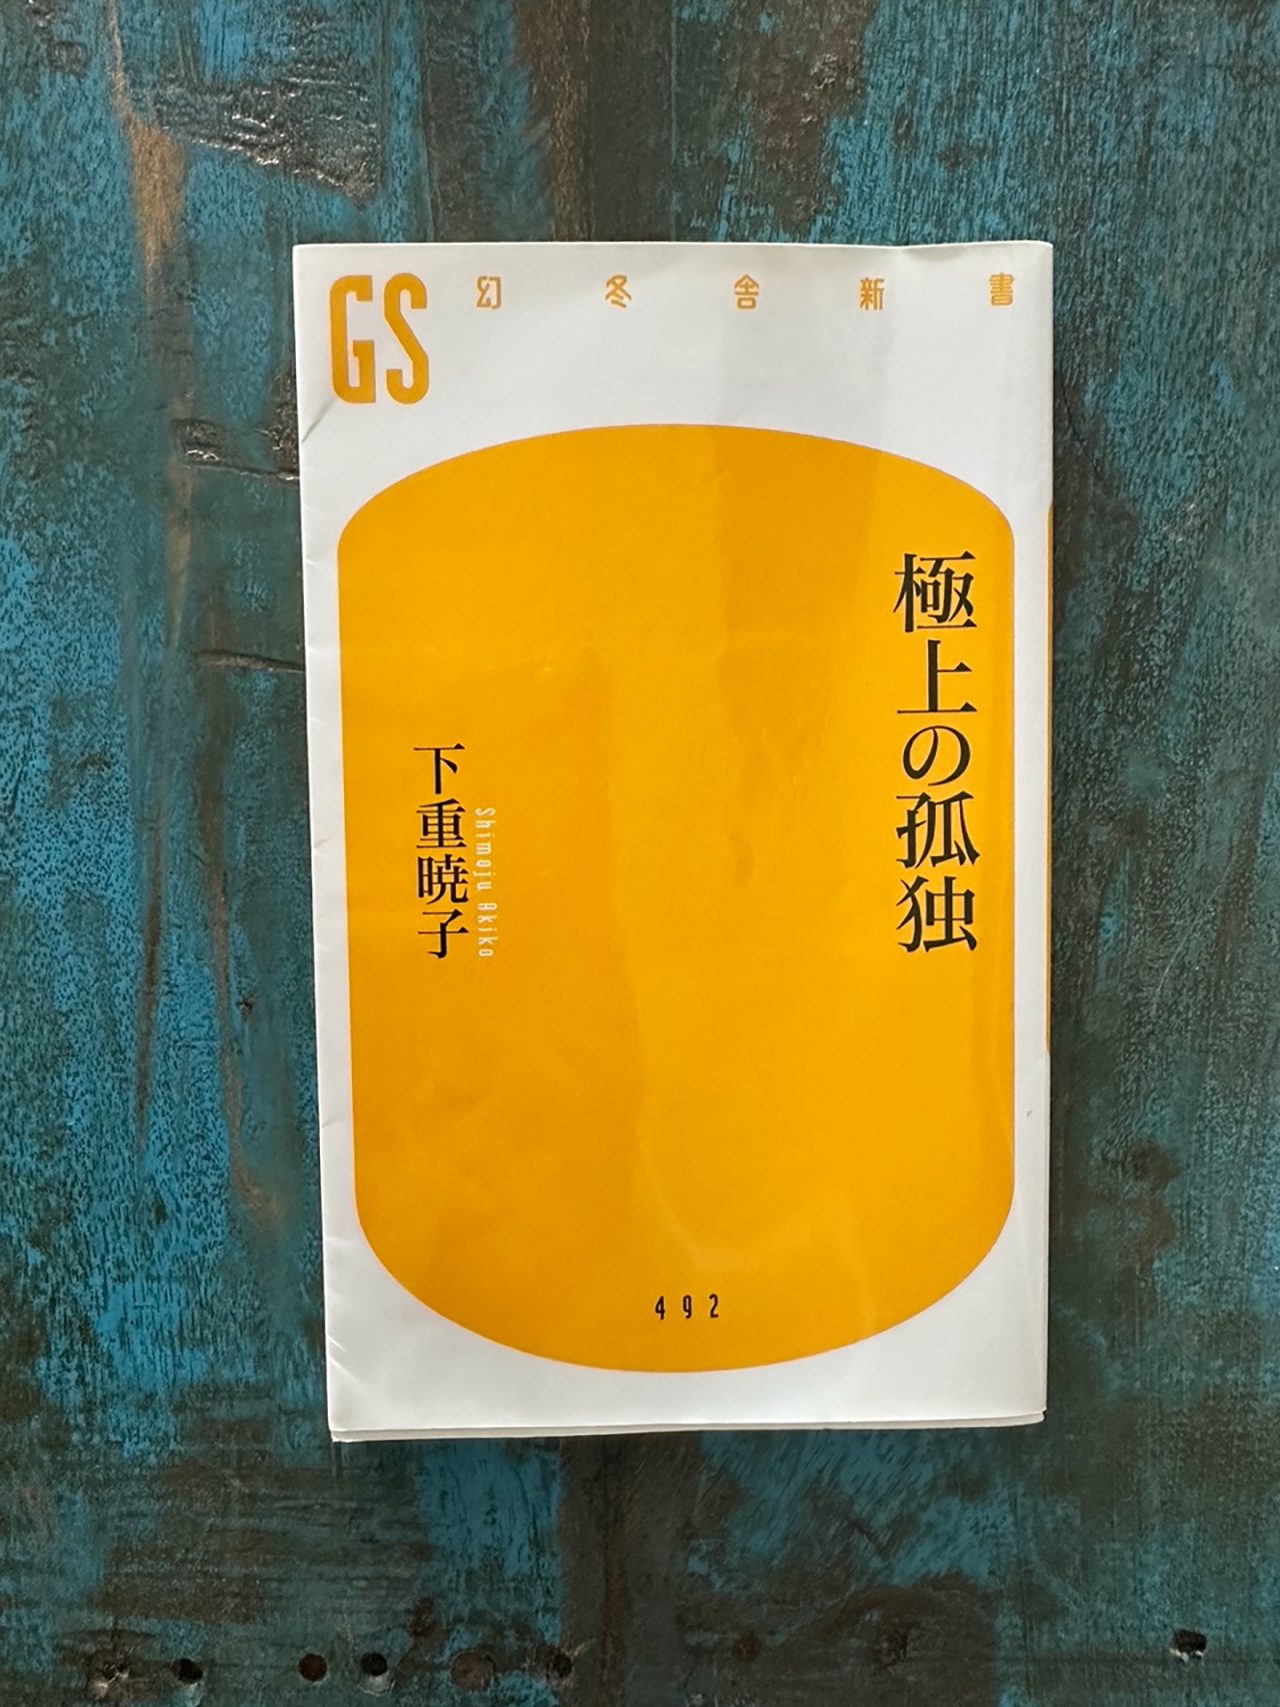 GS
幻冬舎新書
極上の孤独
下重暁子
Shimoju Akiko
492